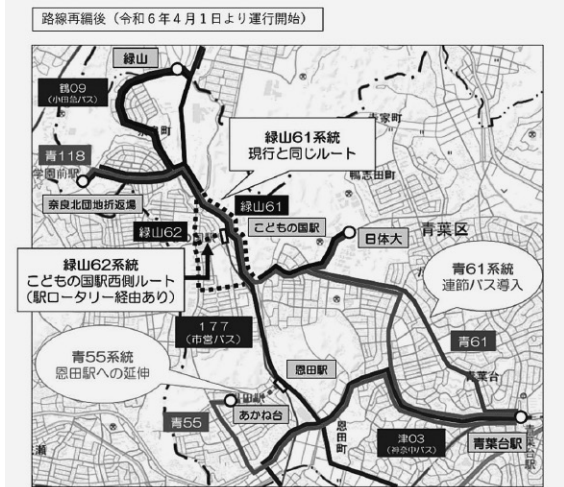 路線再編後（令和６年４月１日より運行開始）
緑山
鶴09
（小田急バス）
緑山61系統
現行と同じルート
鴨志田町
青118
学園前駅
奈良北団地折返場
緑山62
緑山61
こどもの国駅
日体大
青葉区
緑山62系統
こどもの国駅西側ルート
（駅ロータリー経由あり）
青61系統
連節バス導入
177
（市営バス）
青61
青葉台
青55系統
恩田駅への延伸
恩田駅
あかね台
青55
恩田町
津03
（神奈中バス）
青葉台駅